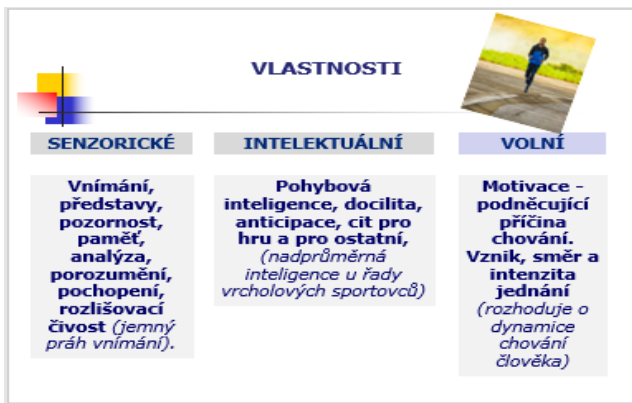 VLASTNOSTI
SENZORICKÉ
Vnímání,
představy,
pozornost,
paměť,
analýza,
porozumění,
pochopení,
rozlišovací
čivost (jemný
práh vnímání).
INTELEKTUÁLNÍ
Pohybová
inteligence, docilita,
anticipace, cit pro
hru a pro ostatní,
(nadprůměrná
inteligence u řady
vrcholových sportovců)
VOLNÍ
Motivace -
podněcující
příčina
chování.
Vznik, směr a
intenzita
jednání
(rozhoduje o
dynamice
chování
člověka)